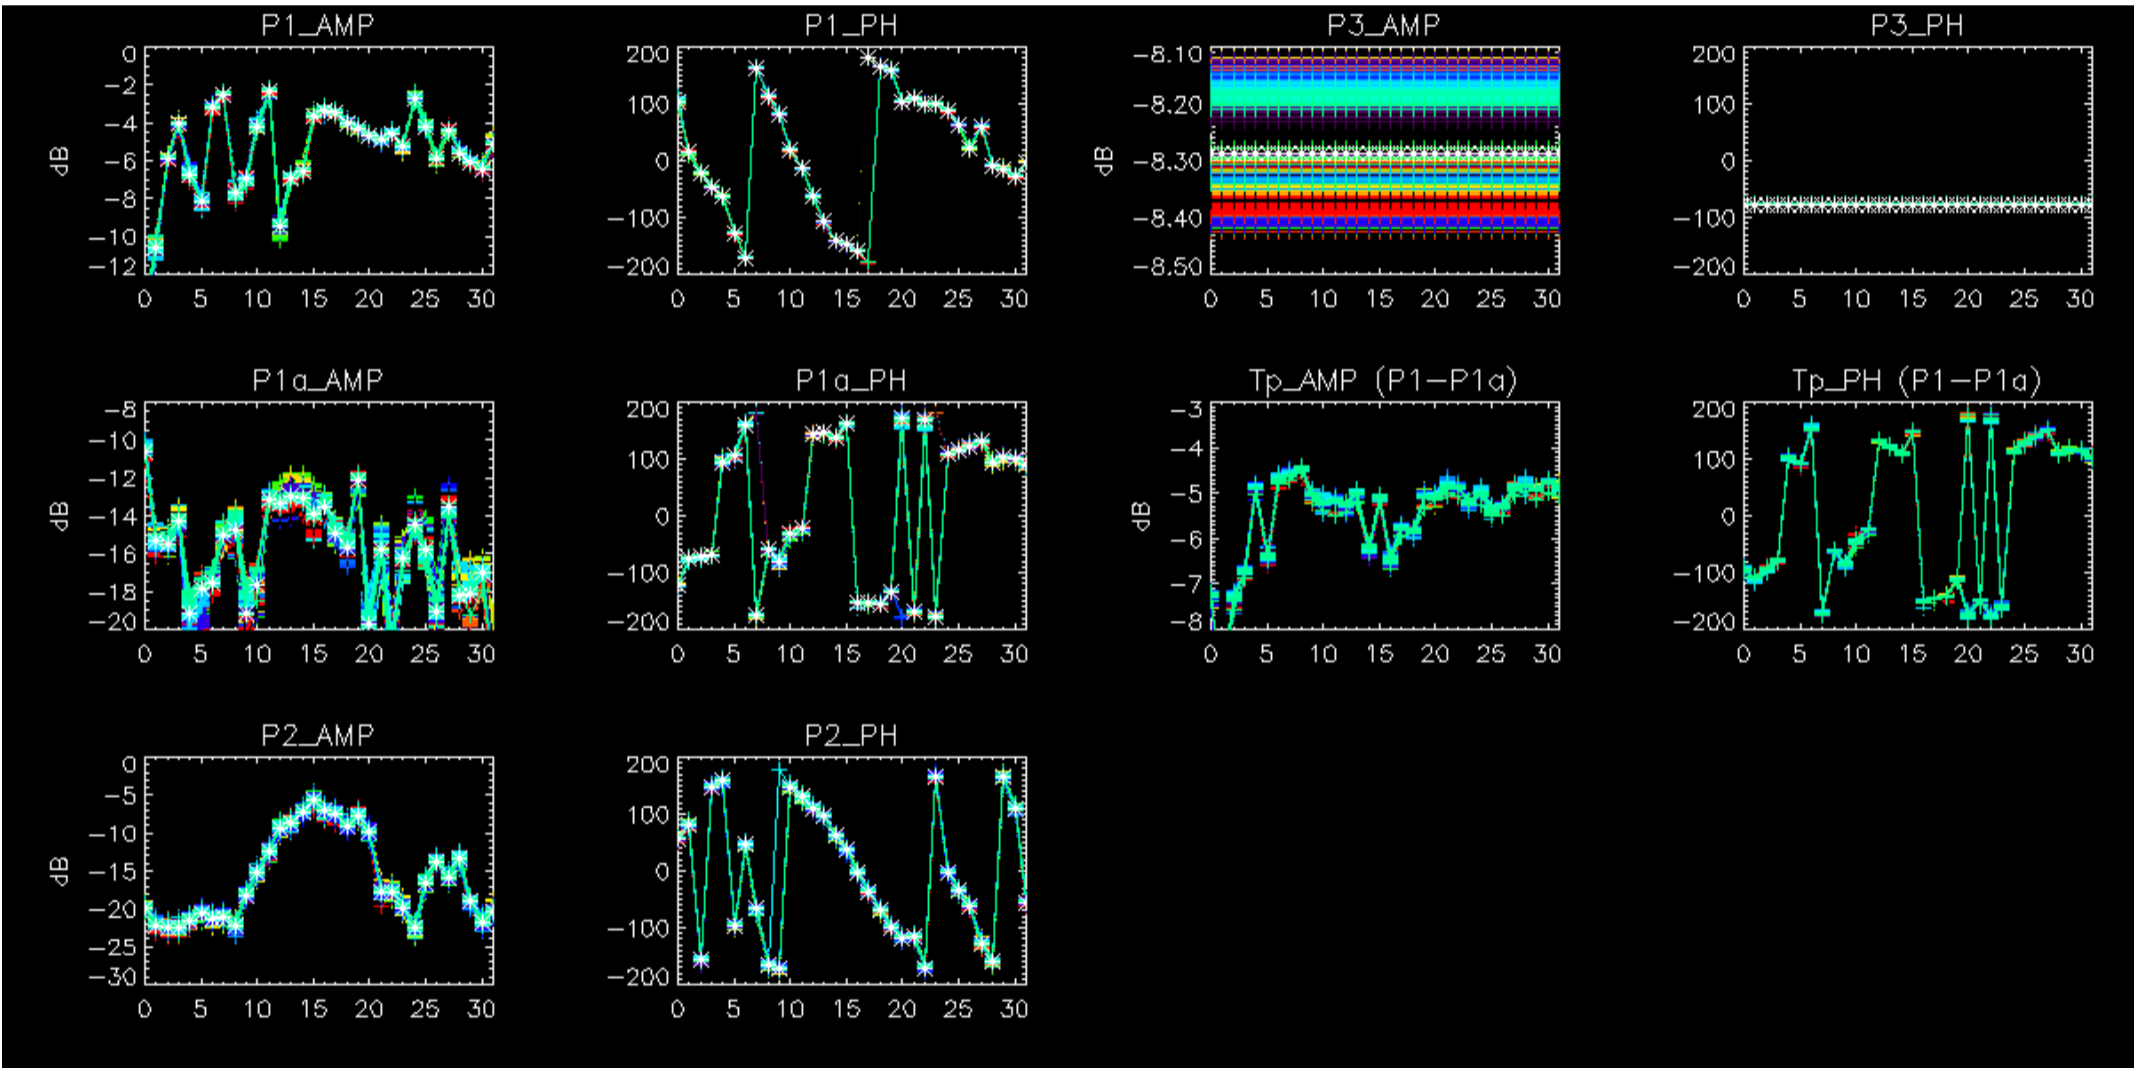 P1_AMP
P1_PH
P3_AMP
P3_PH
0
-2
-4
-6
-8
-10
-12
dB
0 5 10 15 20 25 30
200
100
0
-100
-200
0 5 10 15 20 25 30
-8.10
-8.20
-8.30
-8.40
-8.50
dB
0 5 10 15 20 25 30
200
100
0
-100
-200
0 5 10 15 20 25 30
P1a_AMP
P1a_PH
Tp_AMP (P1-P1a)
Tp_PH (P1-P1a)
-8
-10
-12
-14
-16
-18
-20
dB
0 5 10 15 20 25 30
200
100
0
-100
-200
0 5 10 15 20 25 30
-3
-4
-5
-6
-7
-8
dB
0 5 10 15 20 25 30
200
100
0
-100
-200
0 5 10 15 20 25 30
P2_AMP
P2_PH
0
-5
-10
-15
-20
-25
-30
dB
0 5 10 15 20 25 30
200
100
0
-100
-200
0 5 10 15 20 25 30